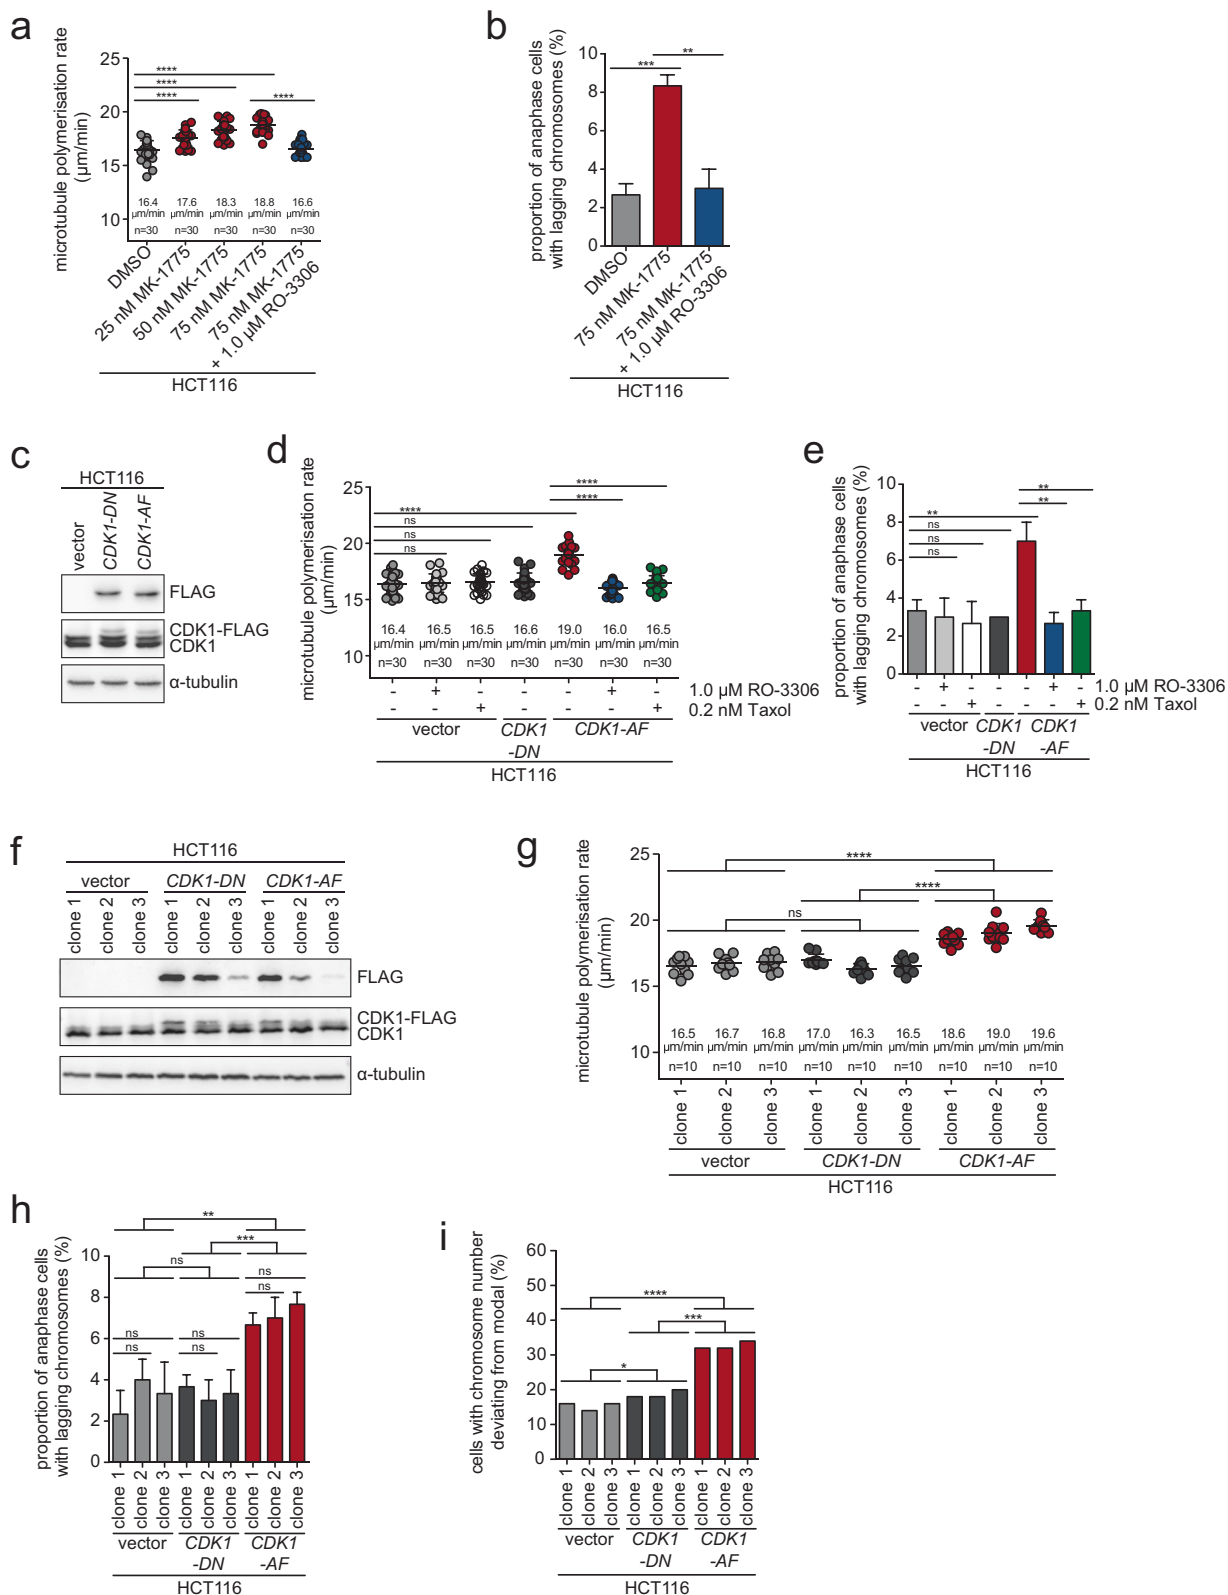 a
microtubule polymerisation rate
(µm/min)
25
20
15
10
****
****
****
****
16.4 17.6 18.3 18.8 16.6
µm/min µm/min µm/min µm/min µm/min
n=30 n=30 n=30 n=30 n=30
DMSO
25 nM MK-1775
50 nM MK-1775
75 nM MK-1775
75 nM MK-1775
+ 1.0 µM RO-3306
HCT116
b
proportion of anaphase cells
with lagging chromosomes (%)
10
8
6
4
2
0
**
***
DMSO
75 nM MK-1775
75 nM MK-1775
+ 1.0 µM RO-3306
HCT116
c
HCT116
vector
CDK1-DN
CDK1-AF
FLAG
CDK1-FLAG
CDK1
α-tubulin
d
microtubule polymerisation rate
(µm/min)
25
20
15
10
****
****
****
ns
ns
ns
16.4 16.5 16.5 16.6 19.0 16.0 16.5
µm/min µm/min µm/min µm/min µm/min µm/min µm/min
n=30 n=30 n=30 n=30 n=30 n=30 n=30
- + - - - + - 1.0 µM RO-3306
- - + - - - + 0.2 nM Taxol
vector CDK1 CDK1-AF
-DN
HCT116
e
proportion of anaphase cells
with lagging chromosomes (%)
10
8
6
4
2
0
**
**
**
ns
ns
ns
- + - - - + - 1.0 µM RO-3306
- - + - - - + 0.2 nM Taxol
vector CDK1 CDK1
-DN -AF
HCT116
f
HCT116
vector CDK1-DN CDK1-AF
clone 1
clone 2
clone 3
clone 1
clone 2
clone 3
clone 1
clone 2
clone 3
FLAG
CDK1-FLAG
CDK1
α-tubulin
g
microtubule polymerisation rate
(µm/min)
25
20
15
10
****
****
ns
16.5 16.7 16.8 17.0 16.3 16.5 18.6 19.0 19.6
µm/min µm/min µm/min µm/min µm/min µm/min µm/min µm/min µm/min
n=10 n=10 n=10 n=10 n=10 n=10 n=10 n=10 n=10
clone 1
clone 2
clone 3
clone 1
clone 2
clone 3
clone 1
clone 2
clone 3
vector CDK1-DN CDK1-AF
HCT116
h
proportion of anaphase cells
with lagging chromosomes (%)
10
8
6
4
2
0
**
***
ns
ns
ns
ns
ns
ns
ns
clone 1
clone 2
clone 3
clone 1
clone 2
clone 3
clone 1
clone 2
clone 3
vector CDK1 CDK1
-DN -AF
HCT116
i
cells with chromosome number
deviating from modal (%)
60
50
40
30
20
10
0
****
***
*
clone 1
clone 2
clone 3
clone 1
clone 2
clone 3
clone 1
clone 2
clone 3
vector CDK1 CDK1
-DN -AF
HCT116